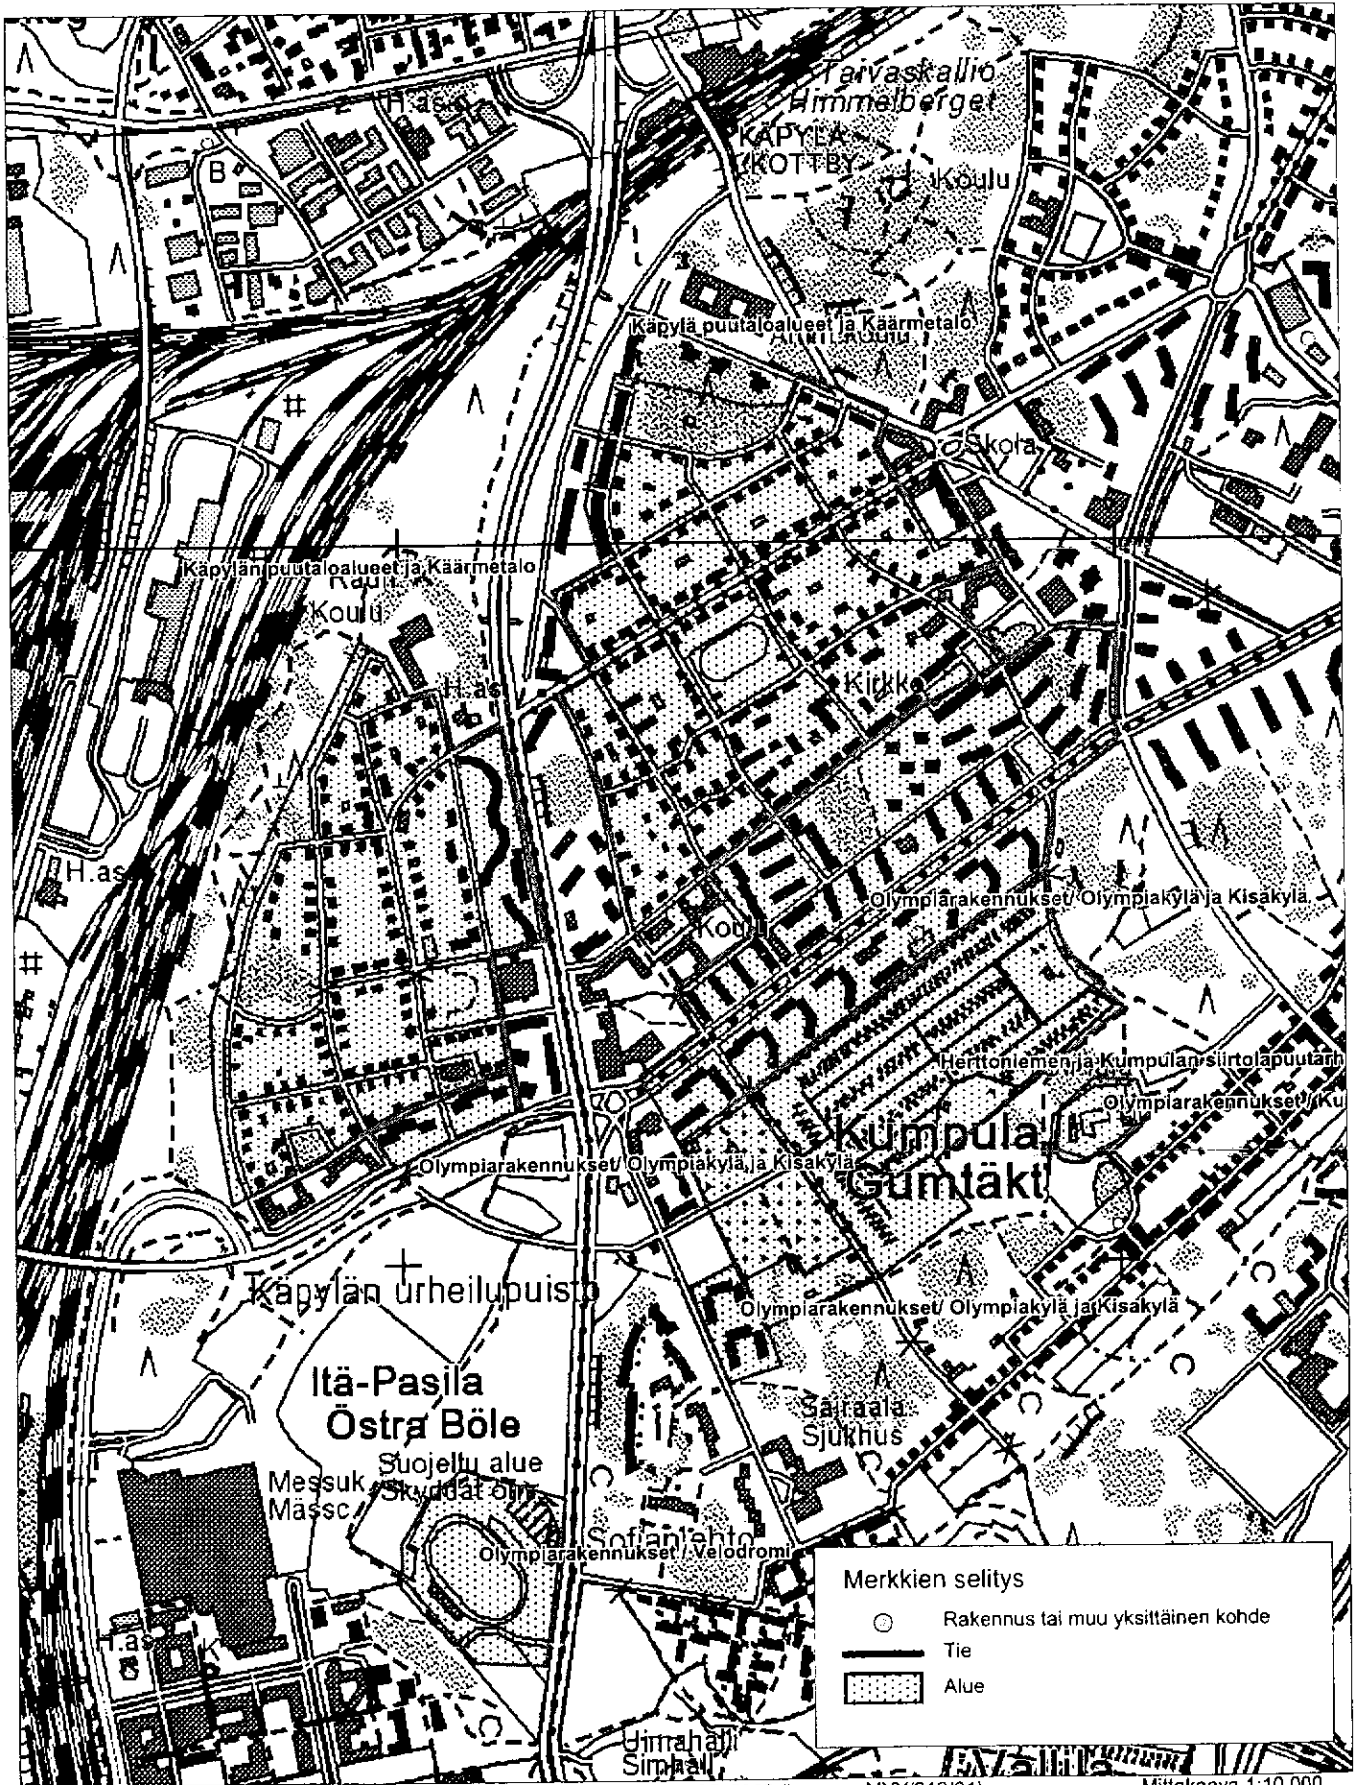 H.as
B
Taivaskallio
Himmelberget
KÄPYLÄ
KOTTBY
Koulu
Käpylä puutaloalueet ja Käärmetalo
Skola
Käpylän puutaloalueet ja Käärmetalo
Koulu
H.as
Kirkko
H.as
Olympiarakennukset/ Olympiakylä ja Kisakylä
Koulu
Herttoniemen ja Kumpulan siirtolapuutarh
Olympiarakennukset / Ku
Kumpula
Gumtäkt
Olympiarakennukset/ Olympiakylä ja Kisakylä
Käpylän urheilupuisto
Olympiarakennukset/ Olympiakylä ja Kisakylä
Itä-Pasila
Östra Böle
Sairaala
Sjukhus
Suojeltu alue
Skyddat omr
Messuk
Mässc
Sofianlehto
Olympiarakennukset / Velodromi
H.as
K
Uimahalli
Simhall
Vallila
Merkkien selitys
Rakennus tai muu yksittäinen kohde
Tie
Alue
Mittakaava 1:10 000